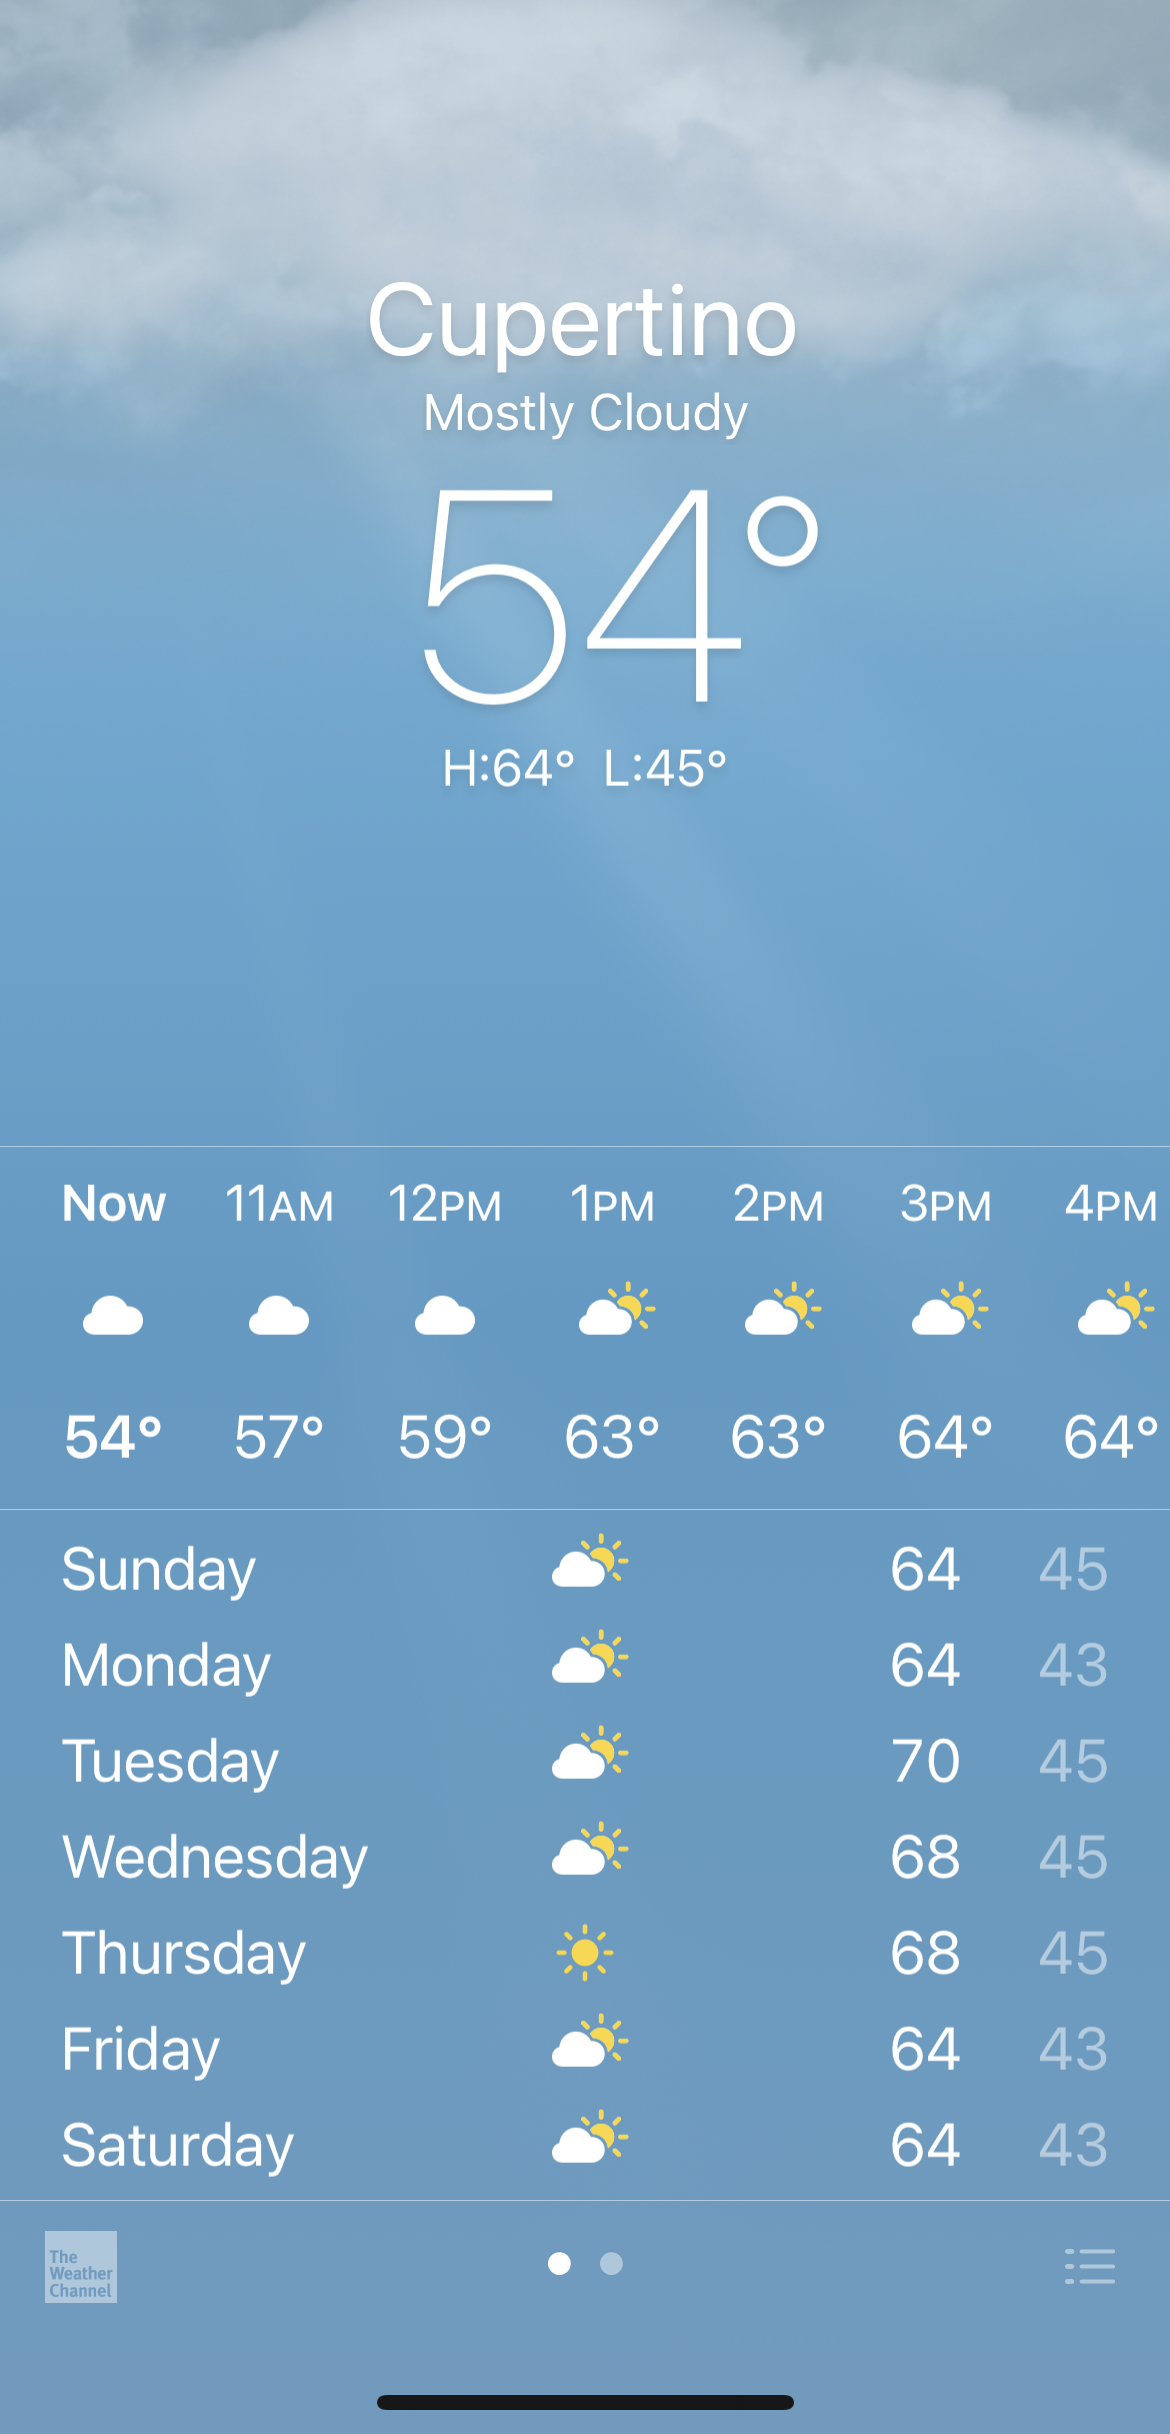 Cupertino
Mostly Cloudy
54°
H:64° L:45°
Now 11AM 12PM 1PM 2PM 3PM 4PM
54° 57° 59° 63° 63° 64° 64°
Sunday 64 45
Monday 64 43
Tuesday 70 45
Wednesday 68 45
Thursday 68 45
Friday 64 43
Saturday 64 43
The
Weather
Channel